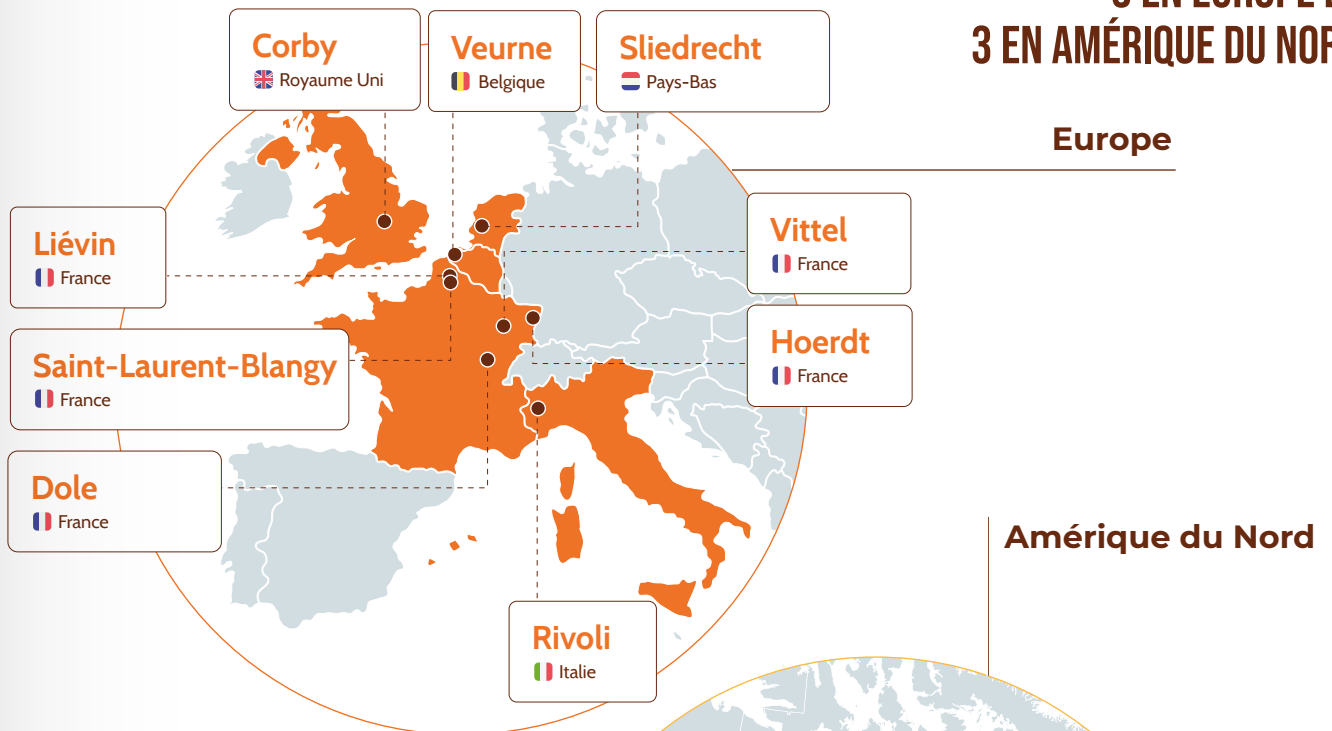 3 EN AMÉRIQUE DU NOR
Corby
Royaume Uni
Veurne
Belgique
Sliedrecht
Pays-Bas
Europe
Liévin
France
Vittel
France
Saint-Laurent-Blangy
France
Hoerdt
France
Dole
France
Amérique du Nord
Rivoli
Italie